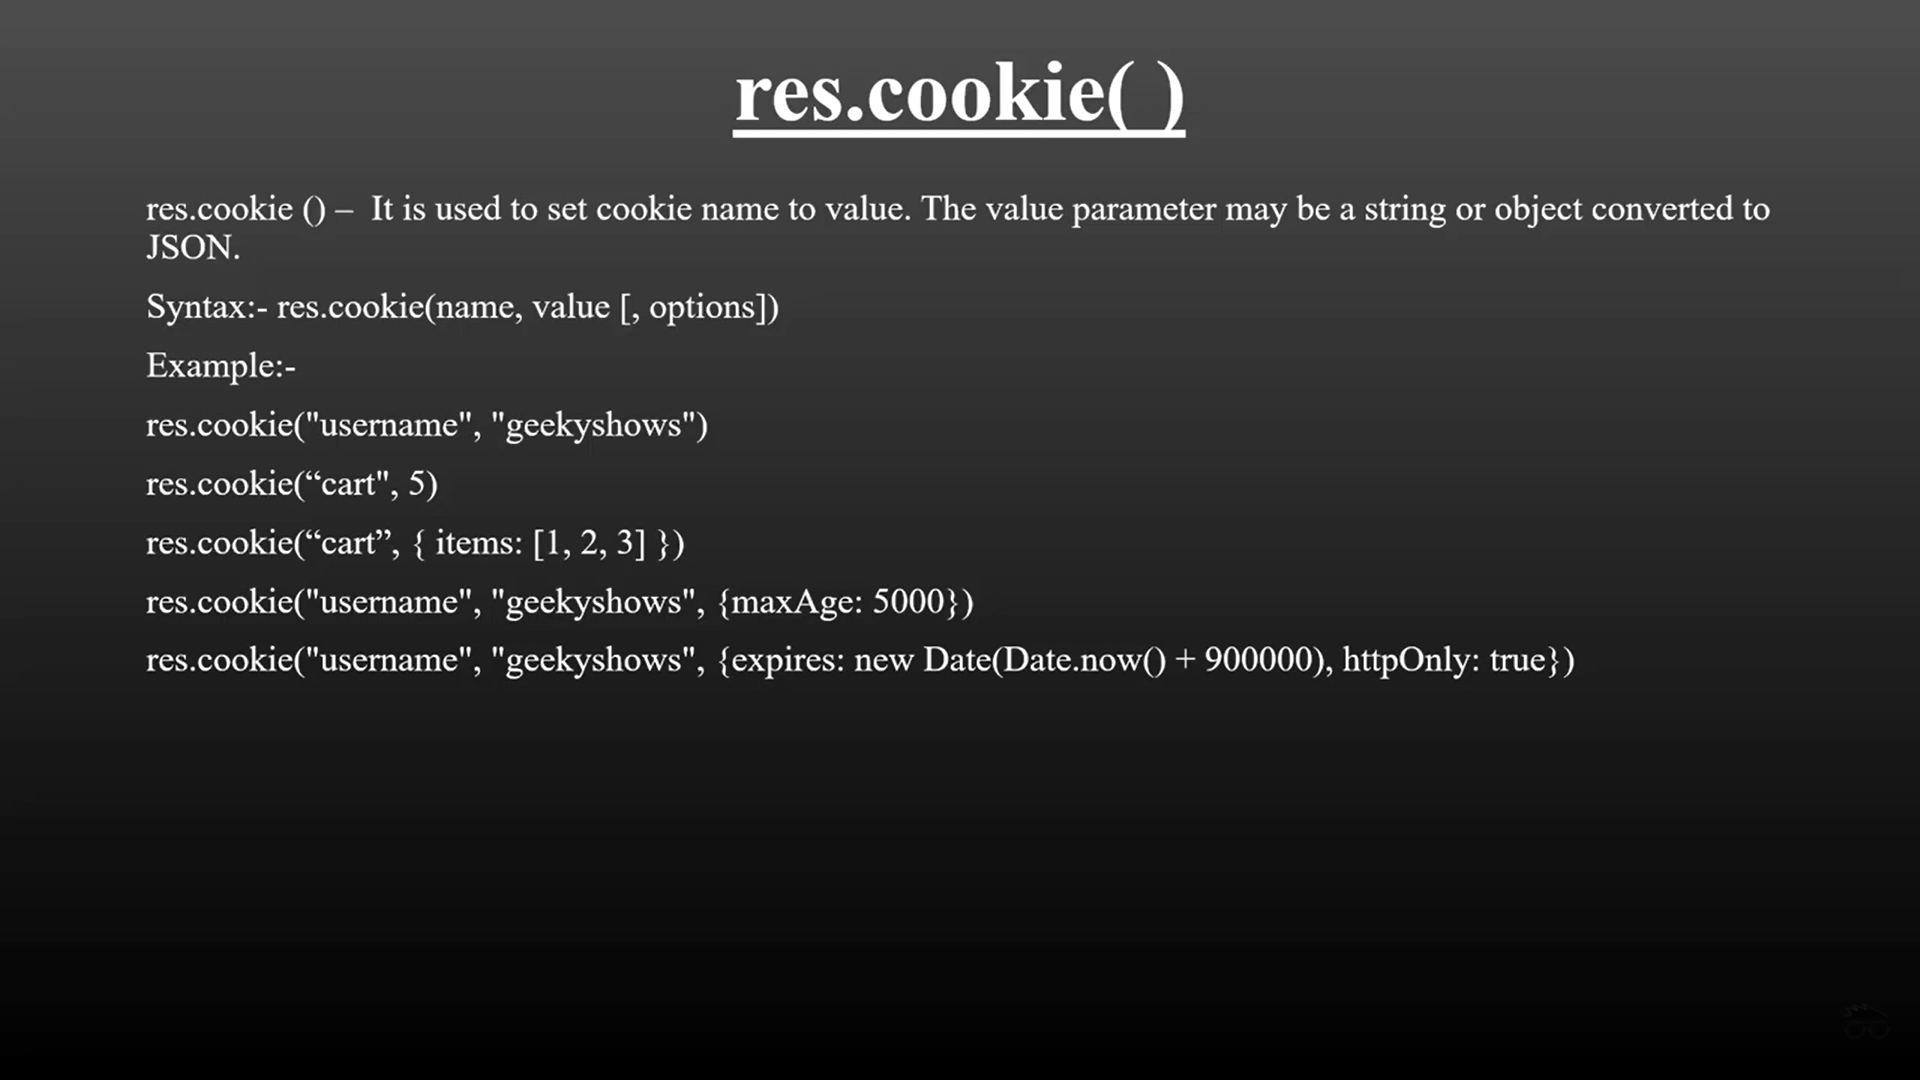 res.cookie( )
res.cookie () –  It is used to set cookie name to value. The value parameter may be a string or object converted to
JSON.
Syntax:- res.cookie(name, value [, options])
Example:-
res.cookie("username", "geekyshows")
res.cookie(“cart", 5)
res.cookie(“cart”, { items: [1, 2, 3] })
res.cookie("username", "geekyshows", {maxAge: 5000})
res.cookie("username", "geekyshows", {expires: new Date(Date.now() + 900000), httpOnly: true})